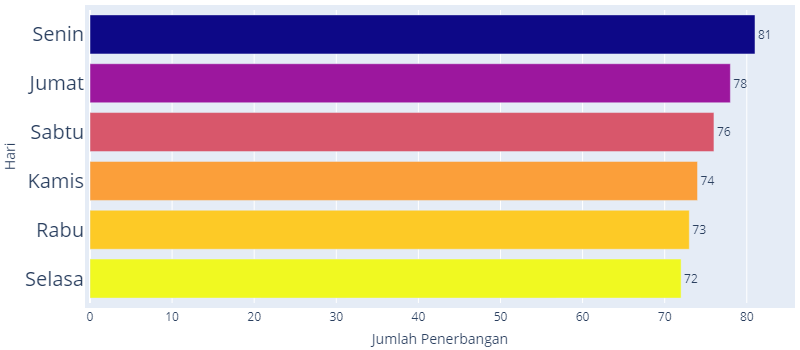 Hari
Senin 81
Jumat 78
Sabtu 76
Kamis 74
Rabu 73
Selasa 72
0 10 20 30 40 50 60 70 80
Jumlah Penerbangan